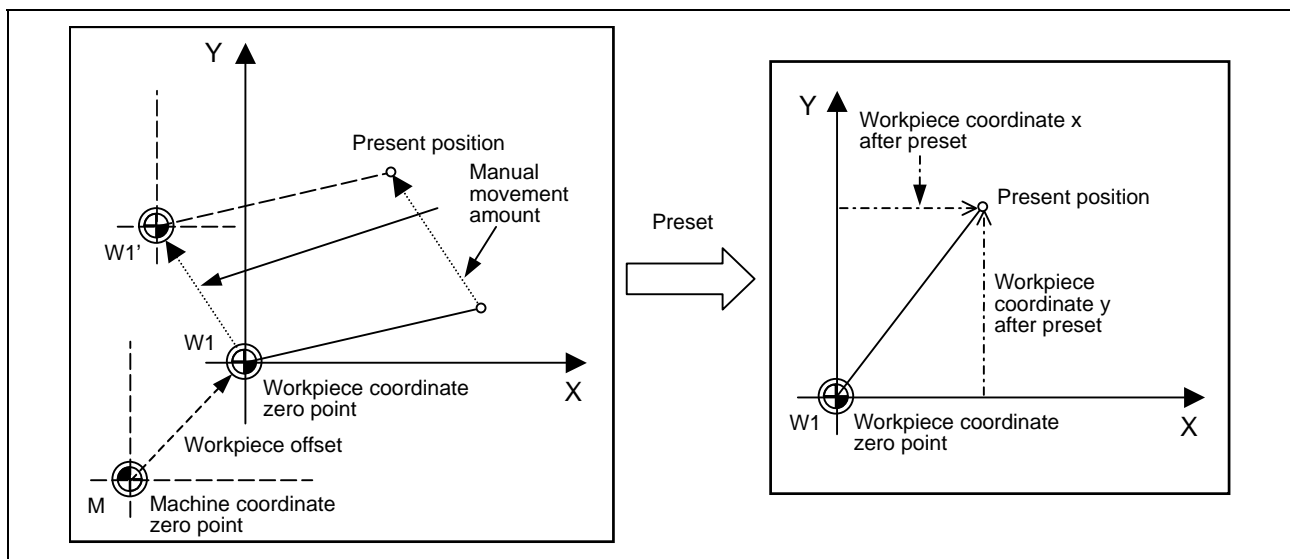 Y
Present position
Manual
movement
amount
W1’
W1
Workpiece coordinate
zero point
X
Workpiece offset
M
Machine coordinate
zero point
Preset
Y
Workpiece coordinate x
after preset
Present position
Workpiece
coordinate y
after preset
W1
Workpiece coordinate
zero point
X